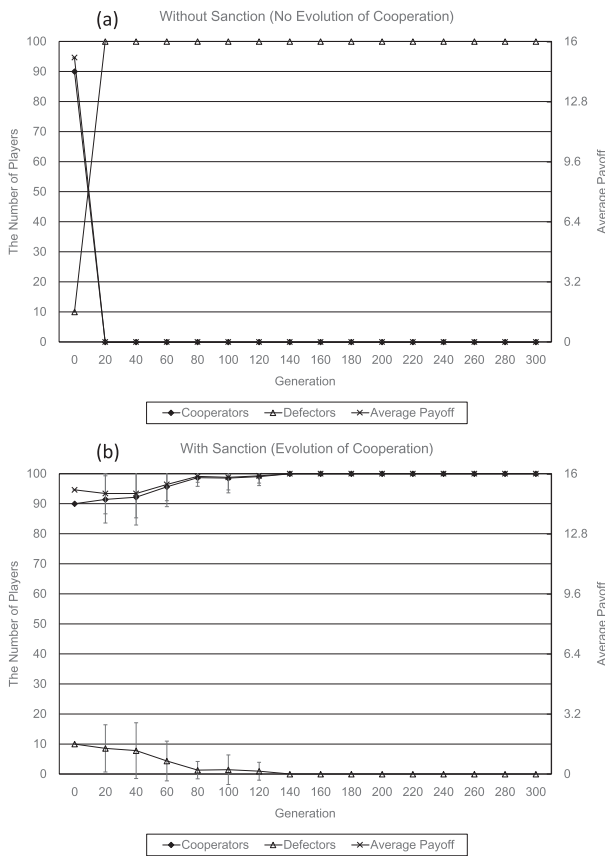 (a)
Without Sanction (No Evolution of Cooperation)
The Number of Players
100
90
80
70
60
50
40
30
20
10
0
16
12.8
9.6
6.4
3.2
0
Average Payoff
0 20 40 60 80 100 120 140 160 180 200 220 240 260 280 300
Generation
Cooperators Defectors Average Payoff
(b)
With Sanction (Evolution of Cooperation)
The Number of Players
100
90
80
70
60
50
40
30
20
10
0
16
12.8
9.6
6.4
3.2
0
Average Payoff
0 20 40 60 80 100 120 140 160 180 200 220 240 260 280 300
Generation
Cooperators Defectors Average Payoff